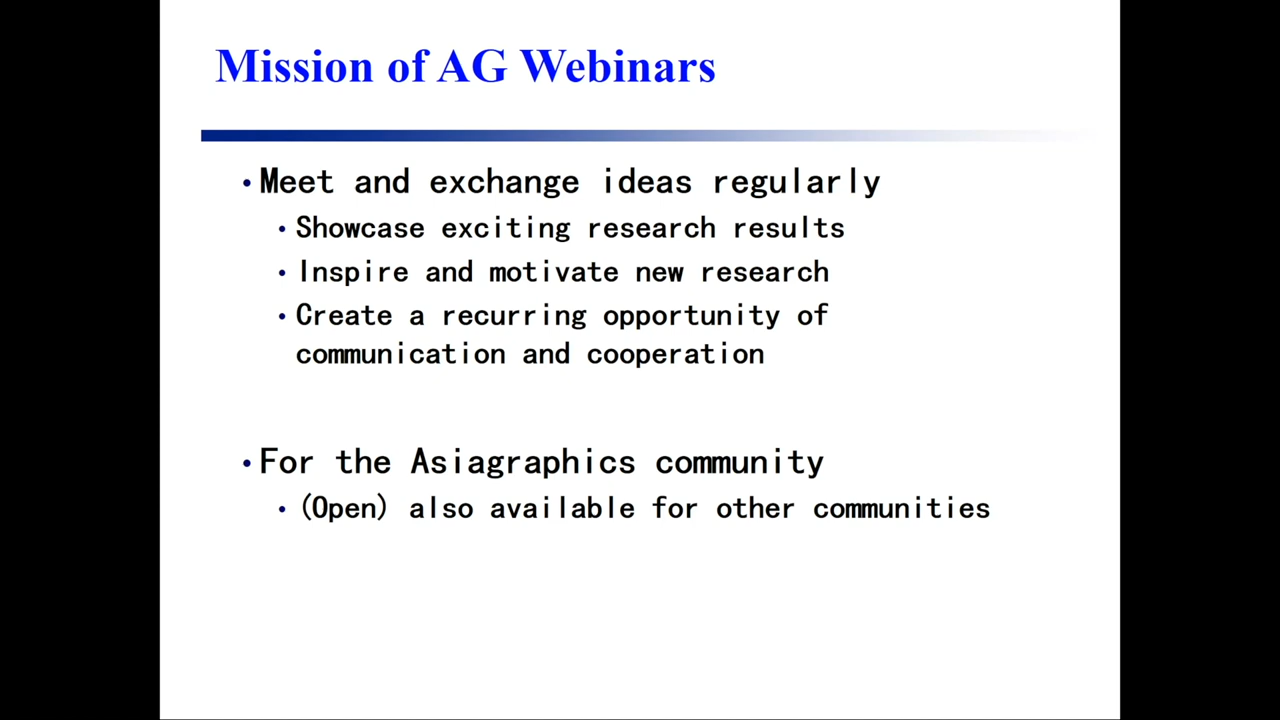 Mission of AG Webinars
• Meet and exchange ideas regularly
• Showcase exciting research results
• Inspire and motivate new research
• Create a recurring opportunity of
communication and cooperation
• For the Asiagraphics community
• (Open) also available for other communities